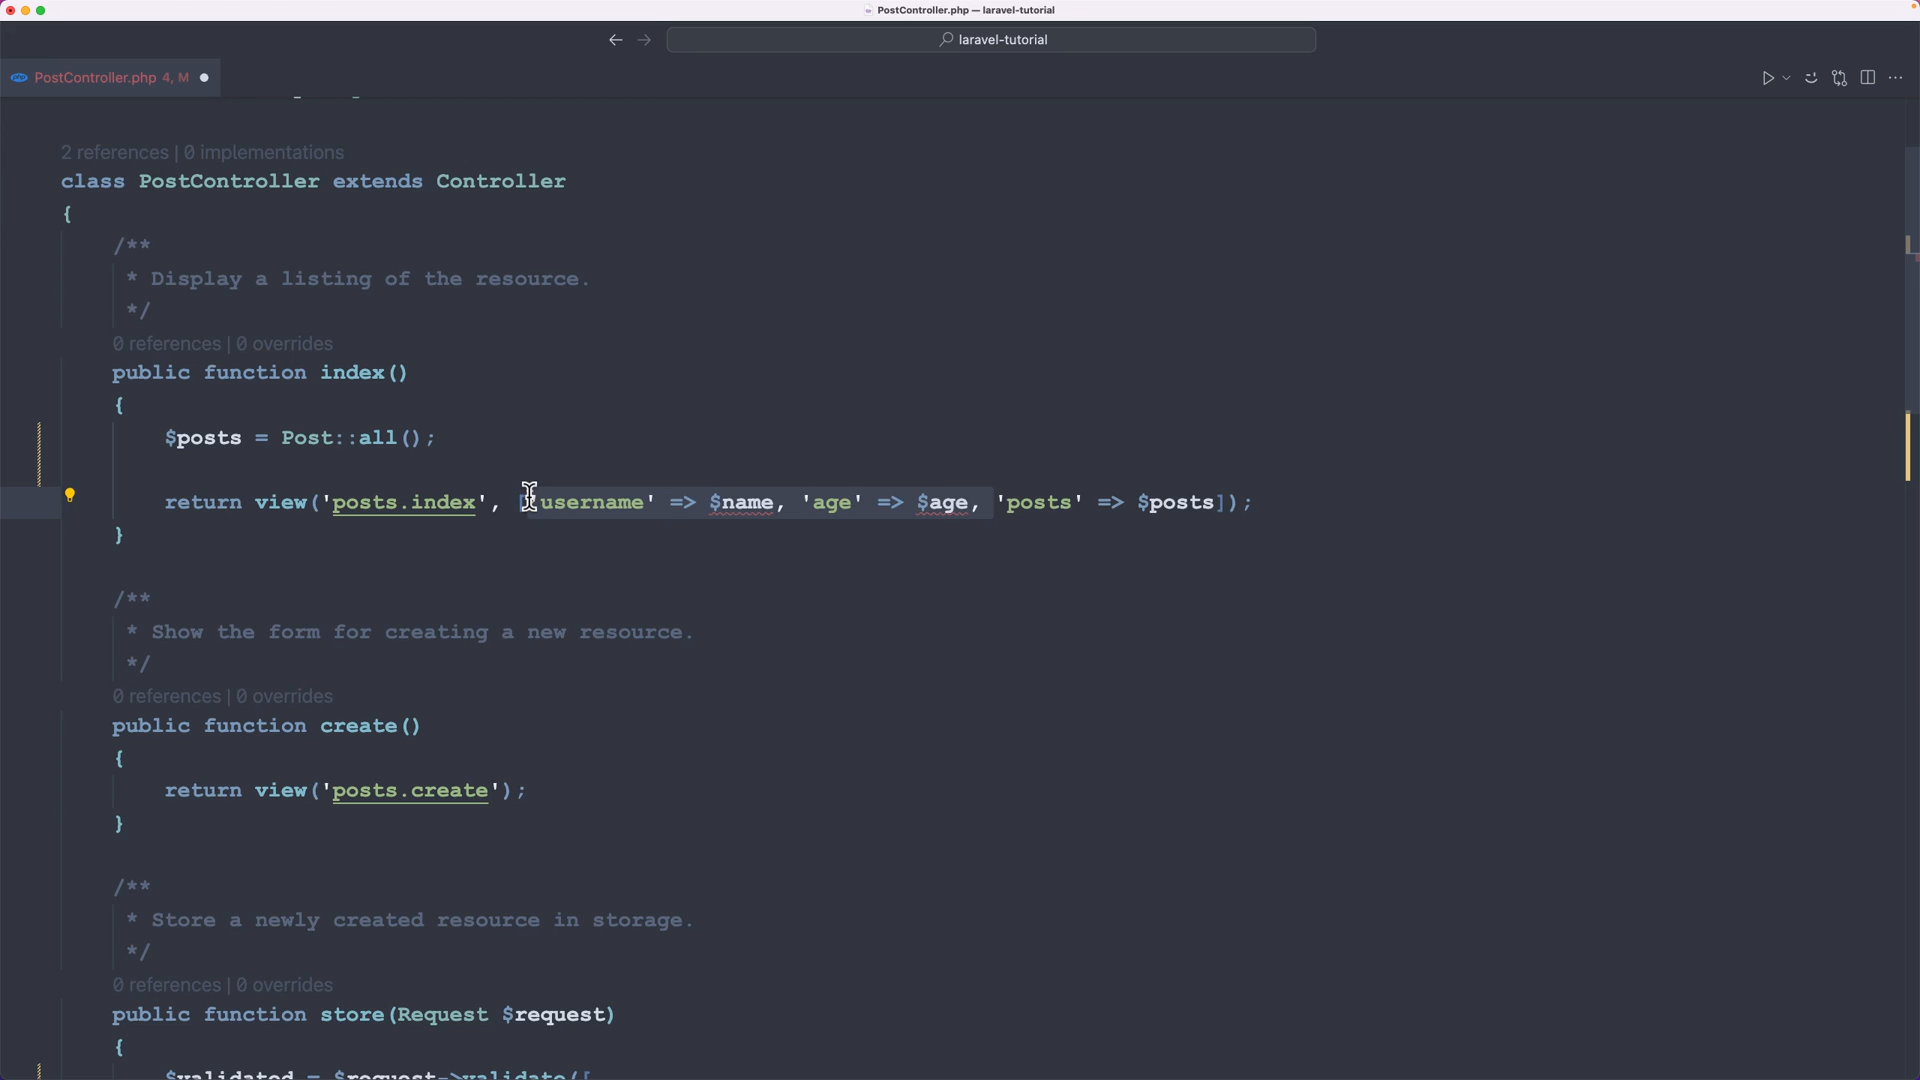 PostController.php — laravel-tutorial
laravel-tutorial
PostController.php 4, M
2 references | 0 implementations
class PostController extends Controller
{
/**
* Display a listing of the resource.
*/
0 references | 0 overrides
public function index()
{
$posts = Post::all();
return view('posts.index', ['username' => $name, 'age' => $age, 'posts' => $posts]);
}
/**
* Show the form for creating a new resource.
*/
0 references | 0 overrides
public function create()
{
return view('posts.create');
}
/**
* Store a newly created resource in storage.
*/
0 references | 0 overrides
public function store(Request $request)
{
$validated = $request->validate([